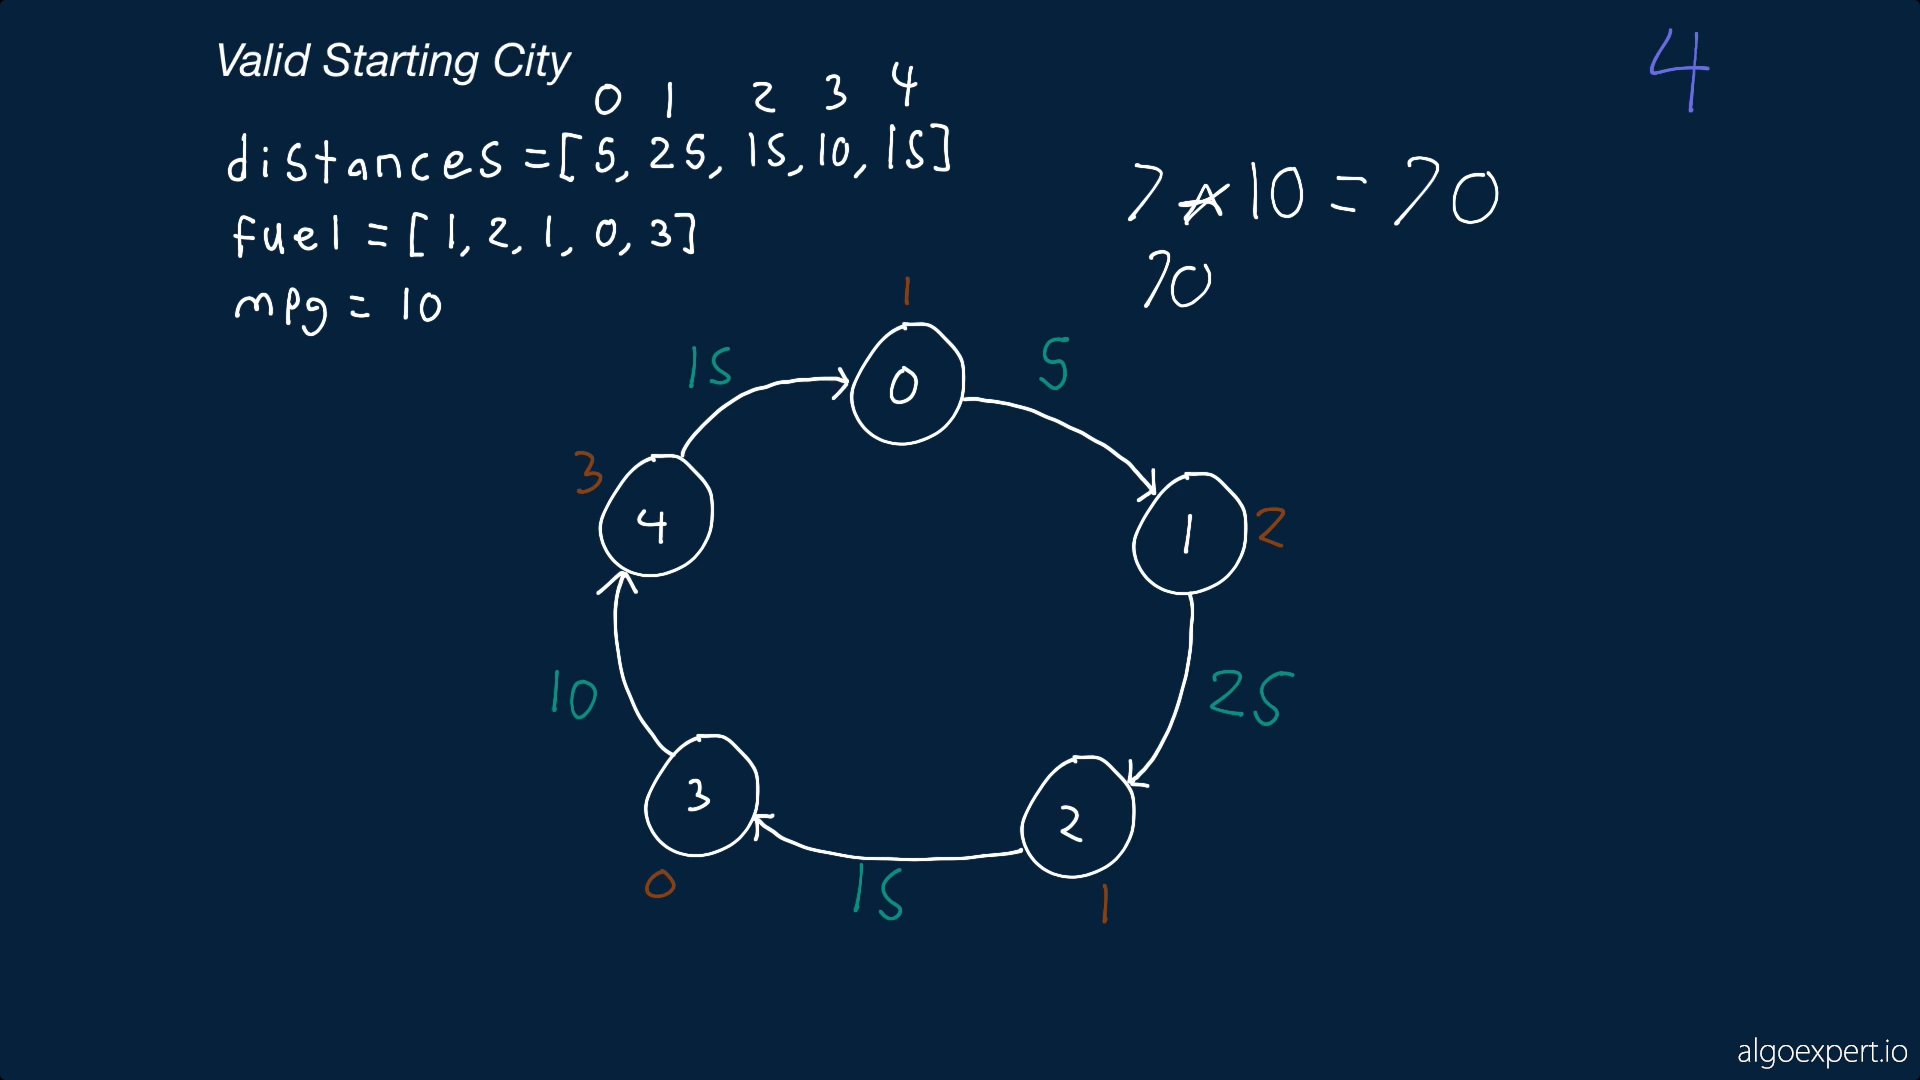 Valid Starting City
4
0 1 2 3 4
distances = [5, 25, 15, 10, 15]
7 * 10 = 70
fuel = [1, 2, 1, 0, 3]
70
mpg = 10
1
15
0
5
3
4
1
2
10
25
3
2
0
15
1
algoexpert.io